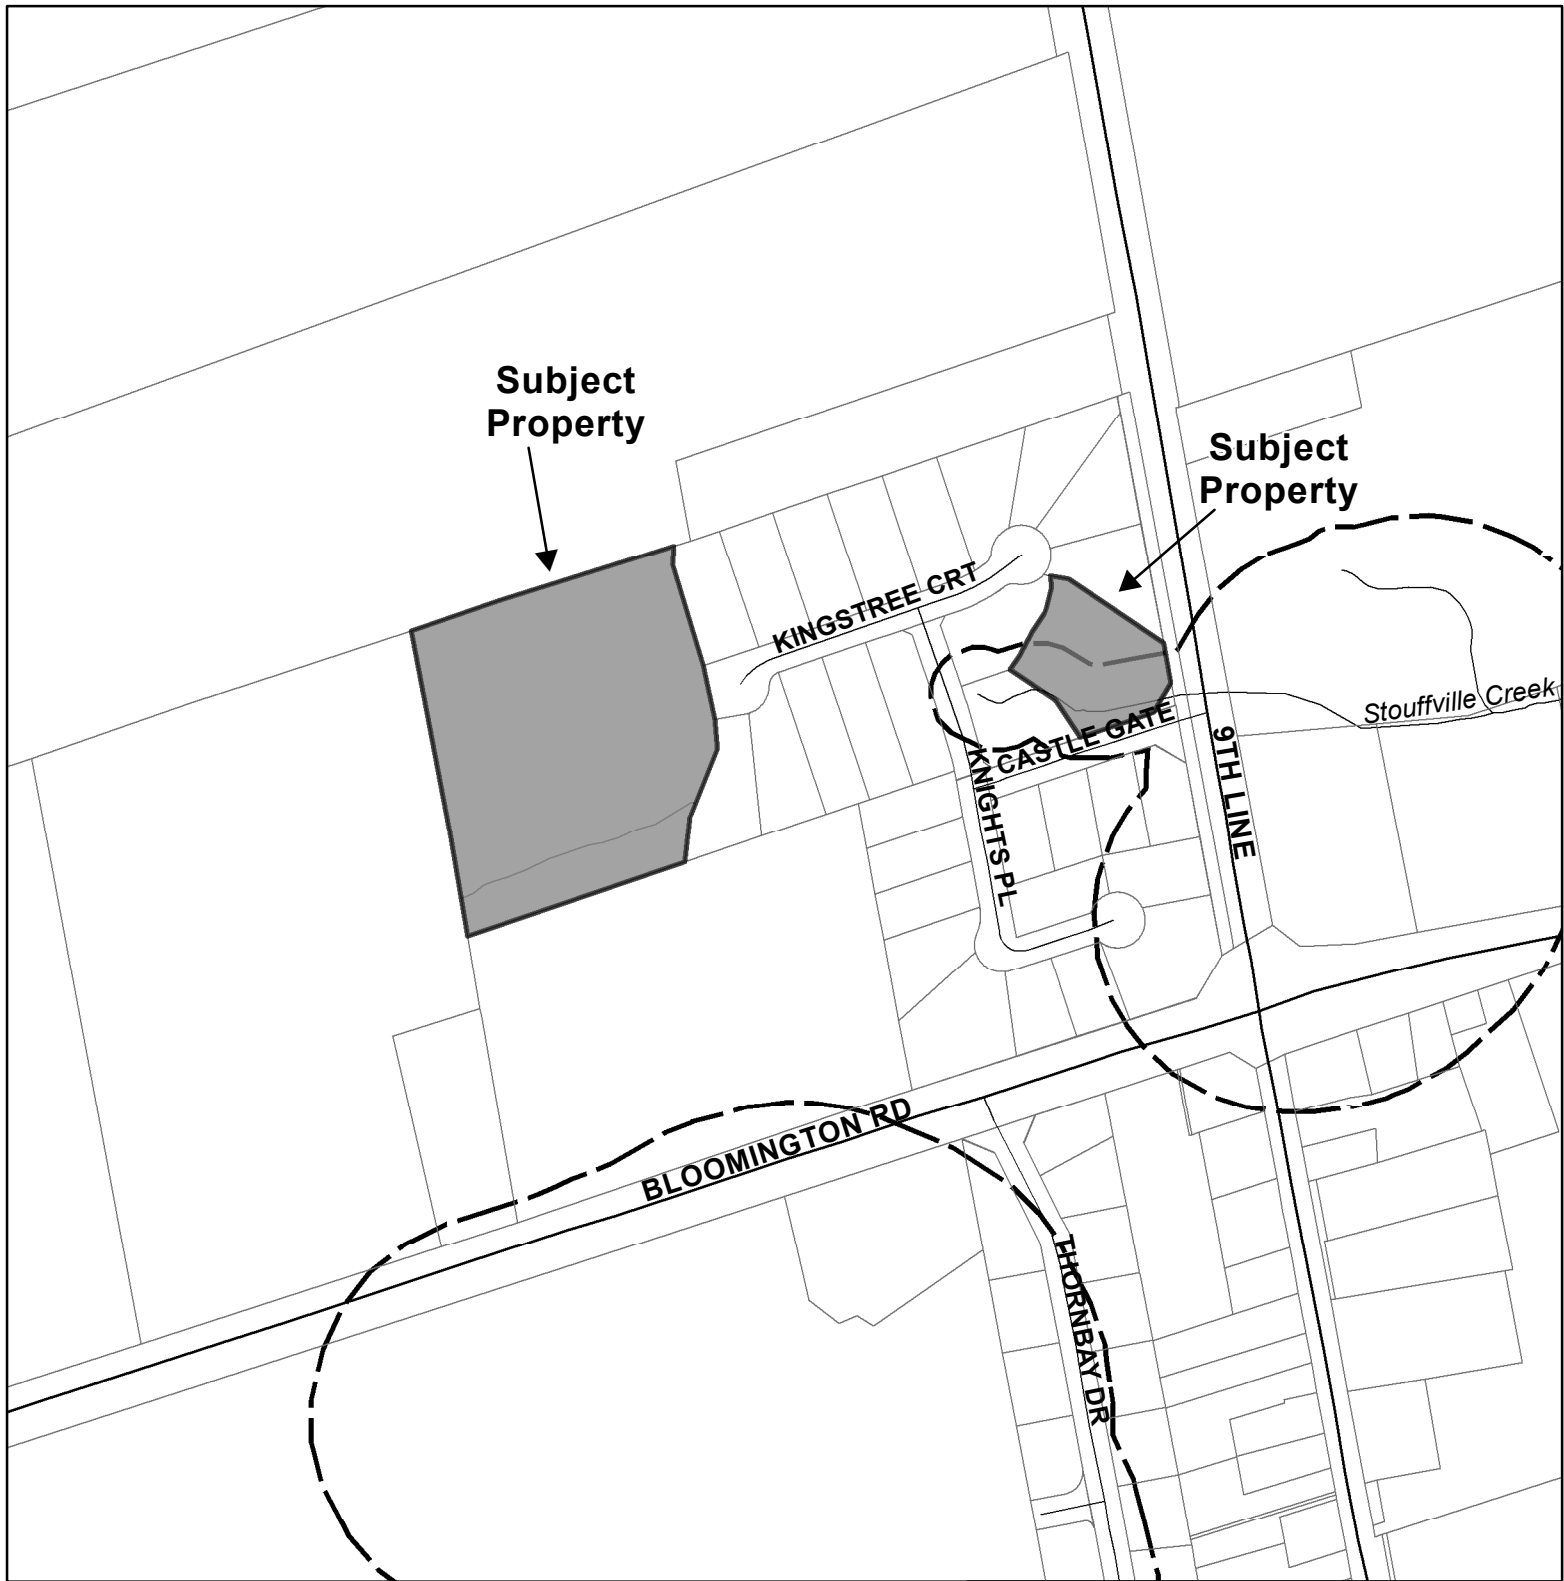 Subject
Property
Subject
Property
KINGSTREE CRT
Stouffville Creek
CASTLE GATE
9TH LINE
KNIGHTS PL
BLOOMINGTON RD
THORNBAY DR